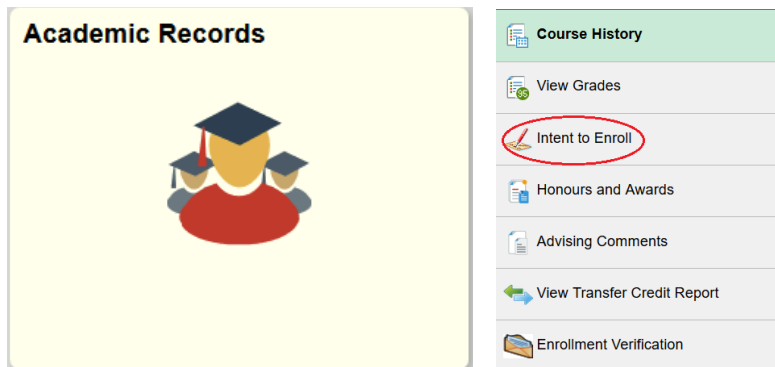 Academic Records
Course History
View Grades
95
Intent to Enroll
Honours and Awards
Advising Comments
View Transfer Credit Report
Enrollment Verification